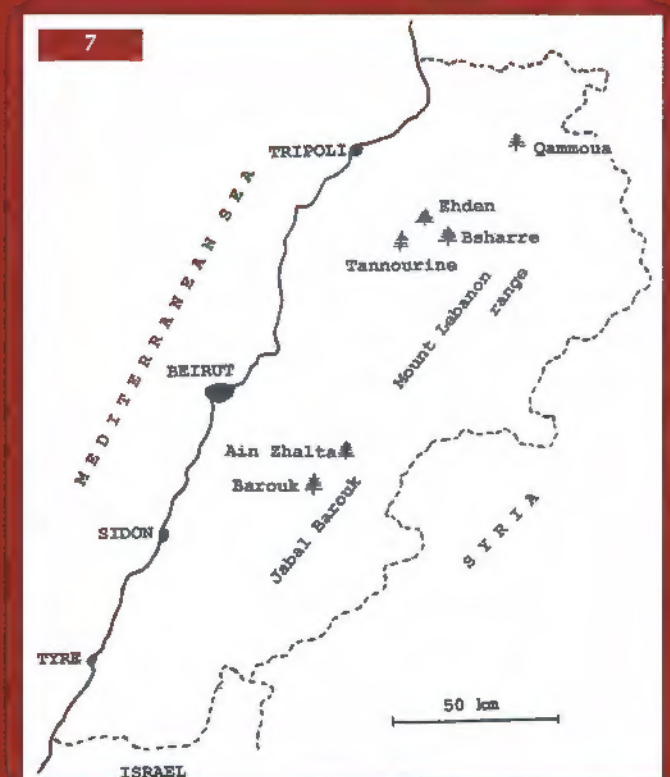 7
TRIPOLI
Qammoua
Ehden
Bsharre
Tannourine
MEDITERRANEAN SEA
Mount Lebanon
range
BEIRUT
Ain Zhalta
Barouk
Jabal Barouk
SYRIA
SIDON
TYRE
50 km
ISRAEL